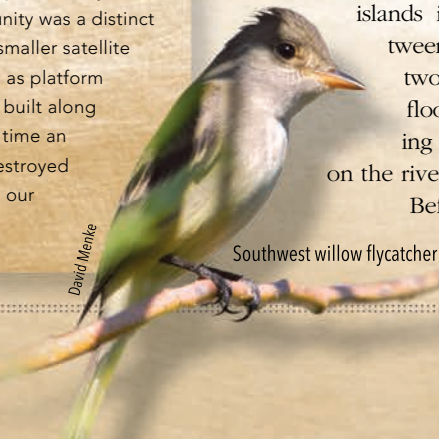 unity was a distinct
smaller satellite
as platform
built along
time an
estroyed
our
islands i
tween
two
floo
ing
on the rive
Bef
Southwest willow flycatcher
David Menke